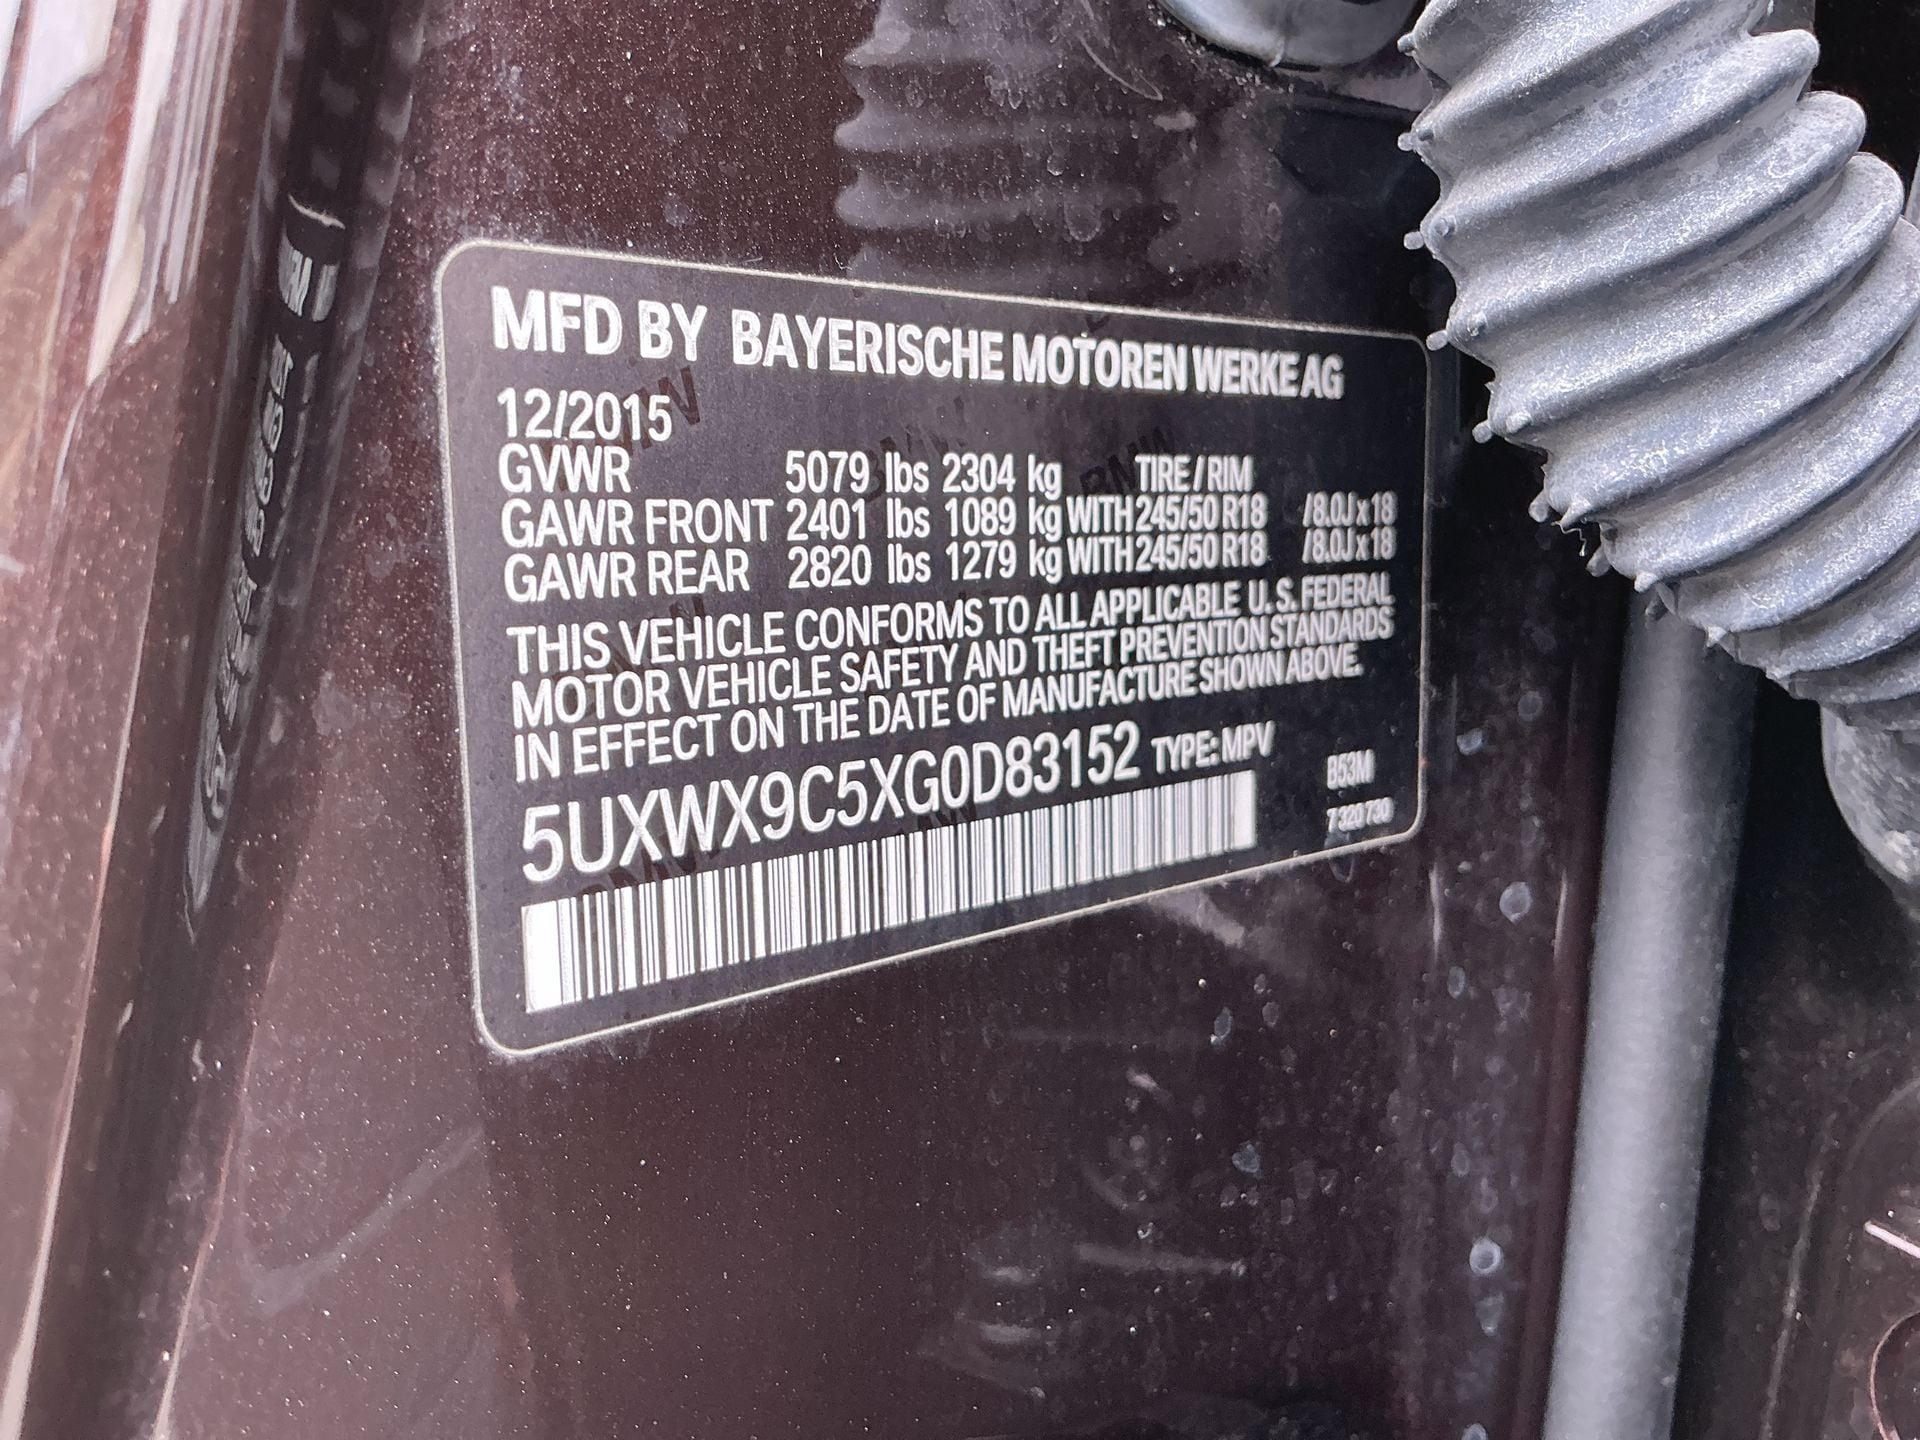 MFD BY BAYERISCHE MOTOREN WERKE AG
12/2015
GVWR 5079 lbs 2304 kg TIRE/RIM
GAWR FRONT 2401 lbs 1089 kg WITH 245/50 R18 /8.0J x 18
GAWR REAR 2820 lbs 1279 kg WITH 245/50 R18 /8.0J x 18
THIS VEHICLE CONFORMS TO ALL APPLICABLE U.S. FEDERAL
MOTOR VEHICLE SAFETY AND THEFT PREVENTION STANDARDS
IN EFFECT ON THE DATE OF MANUFACTURE SHOWN ABOVE.
5UXWX9C5XG0D83152 TYPE: MPV
B53M
7 320 730